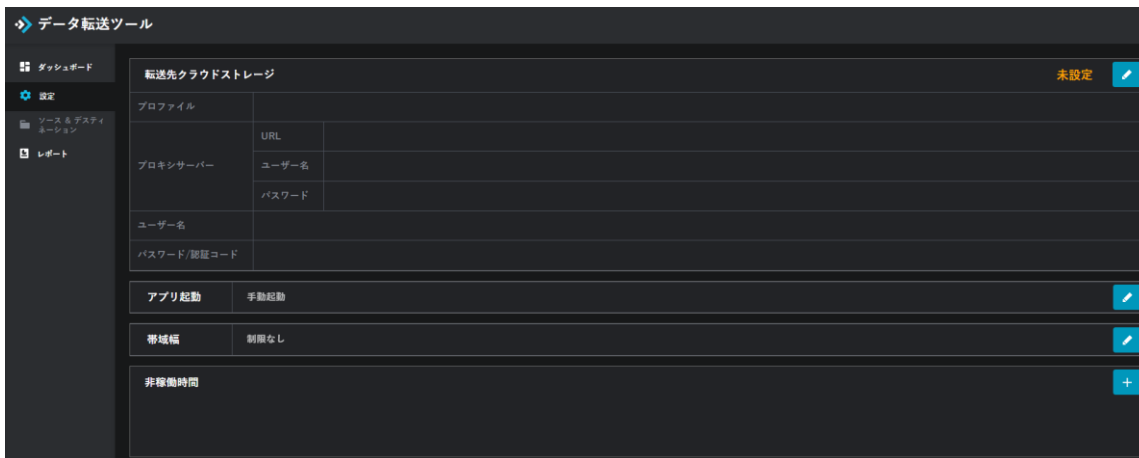 データ転送ツール
ダッシュボード
設定
ソース & デスティ
ネーション
レポート
転送先クラウドストレージ
未設定
プロファイル
プロキシサーバー
URL
ユーザー名
パスワード
ユーザー名
パスワード/認証コード
アプリ起動
手動起動
帯域幅
制限なし
非稼働時間